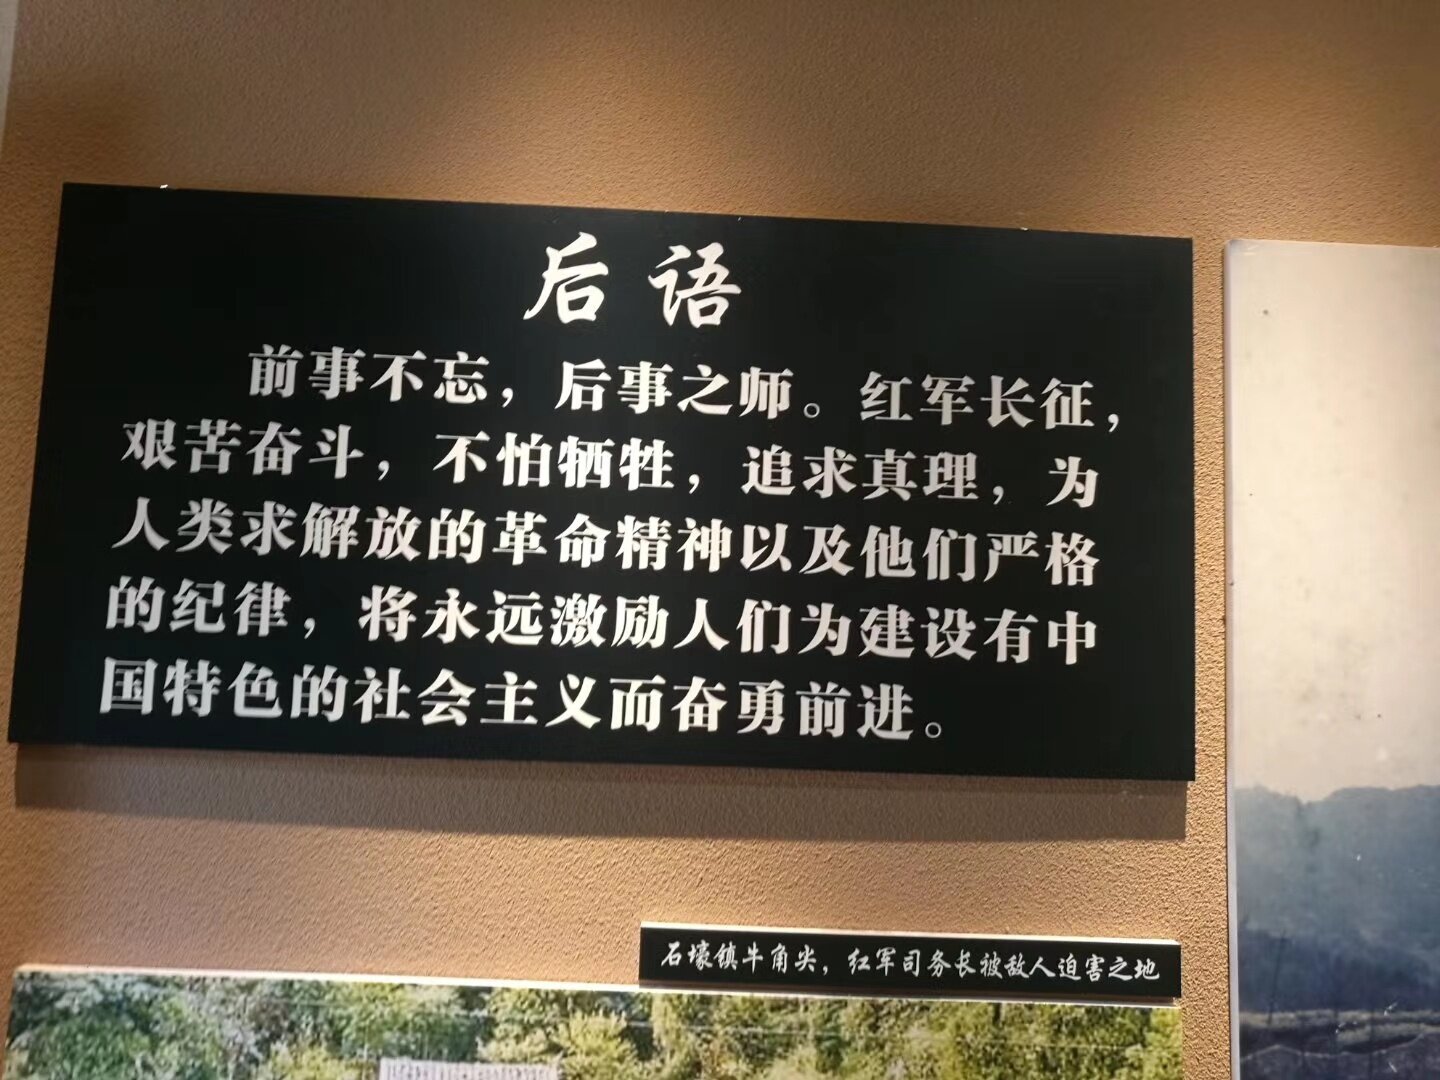 后语
前事不忘，后事之师。红军长征，
艰苦奋斗，不怕牺牲，追求真理，为
人类求解放的革命精神以及他们严格
的纪律，将永远激励人们为建设有中
国特色的社会主义而奋勇前进。
石壕镇牛角尖，红军司务长被敌人迫害之地